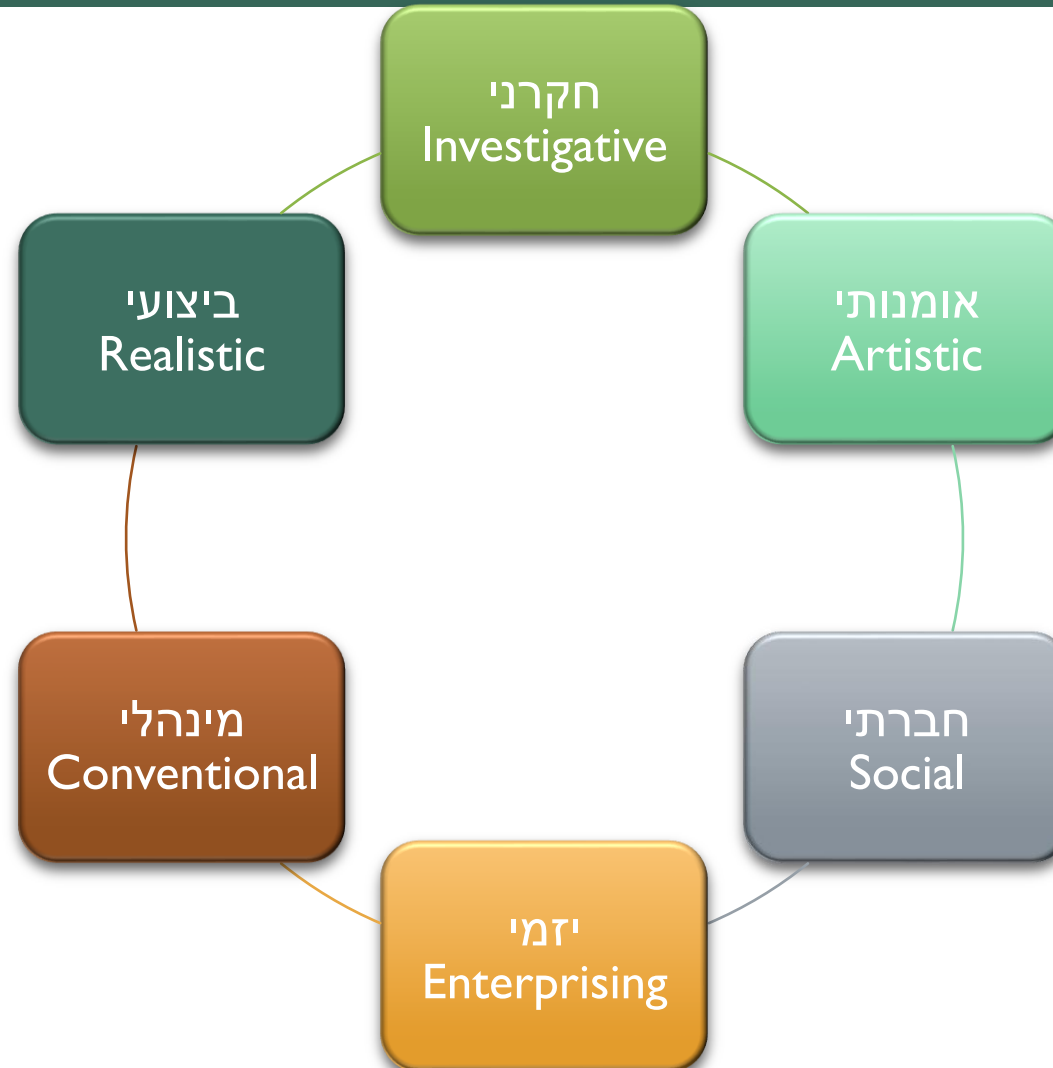 חקרני
Investigative
אומנותי
Artistic
חברתי
Social
יזמי
Enterprising
מינהלי
Conventional
ביצועי
Realistic